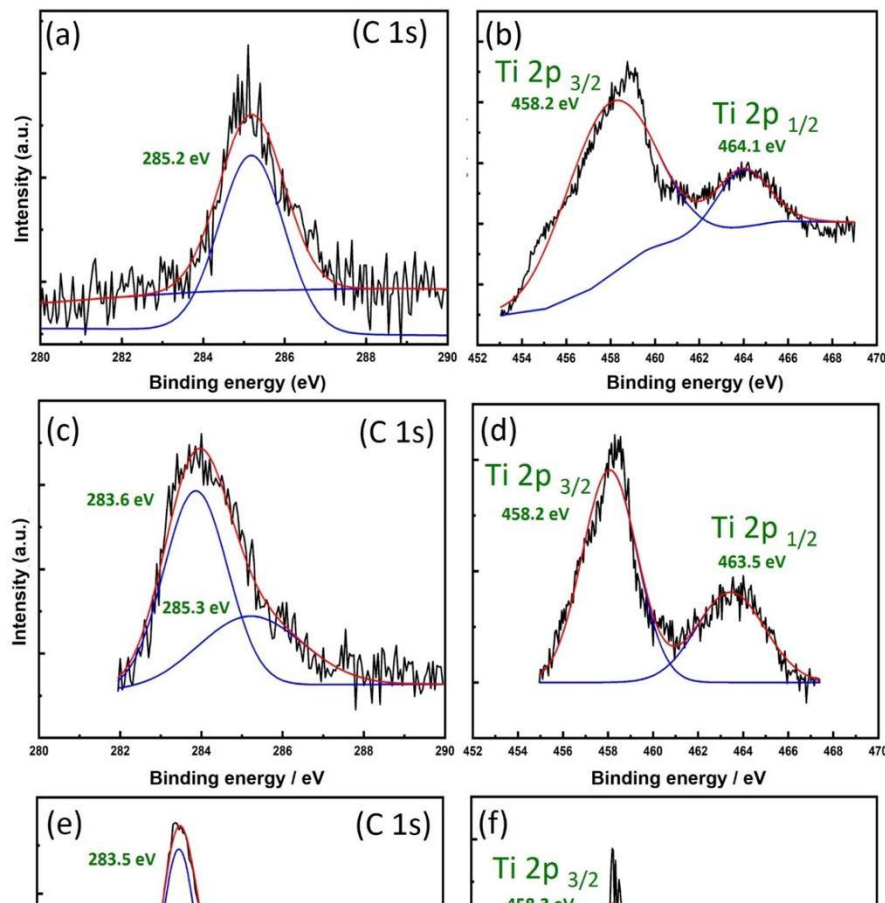 (a)
(C 1s)
285.2 eV
Intensity (a.u.)
280 282 284 286 288 290
Binding energy (eV)
(b)
Ti 2p 3/2
458.2 eV
Ti 2p 1/2
464.1 eV
452 454 456 458 460 462 464 466 468 470
Binding energy (eV)
(c)
(C 1s)
283.6 eV
285.3 eV
Intensity (a.u.)
280 282 284 286 288 290
Binding energy / eV
(d)
Ti 2p 3/2
458.2 eV
Ti 2p 1/2
463.5 eV
452 454 456 458 460 462 464 466 468 470
Binding energy / eV
(e)
(C 1s)
283.5 eV
(f)
Ti 2p 3/2